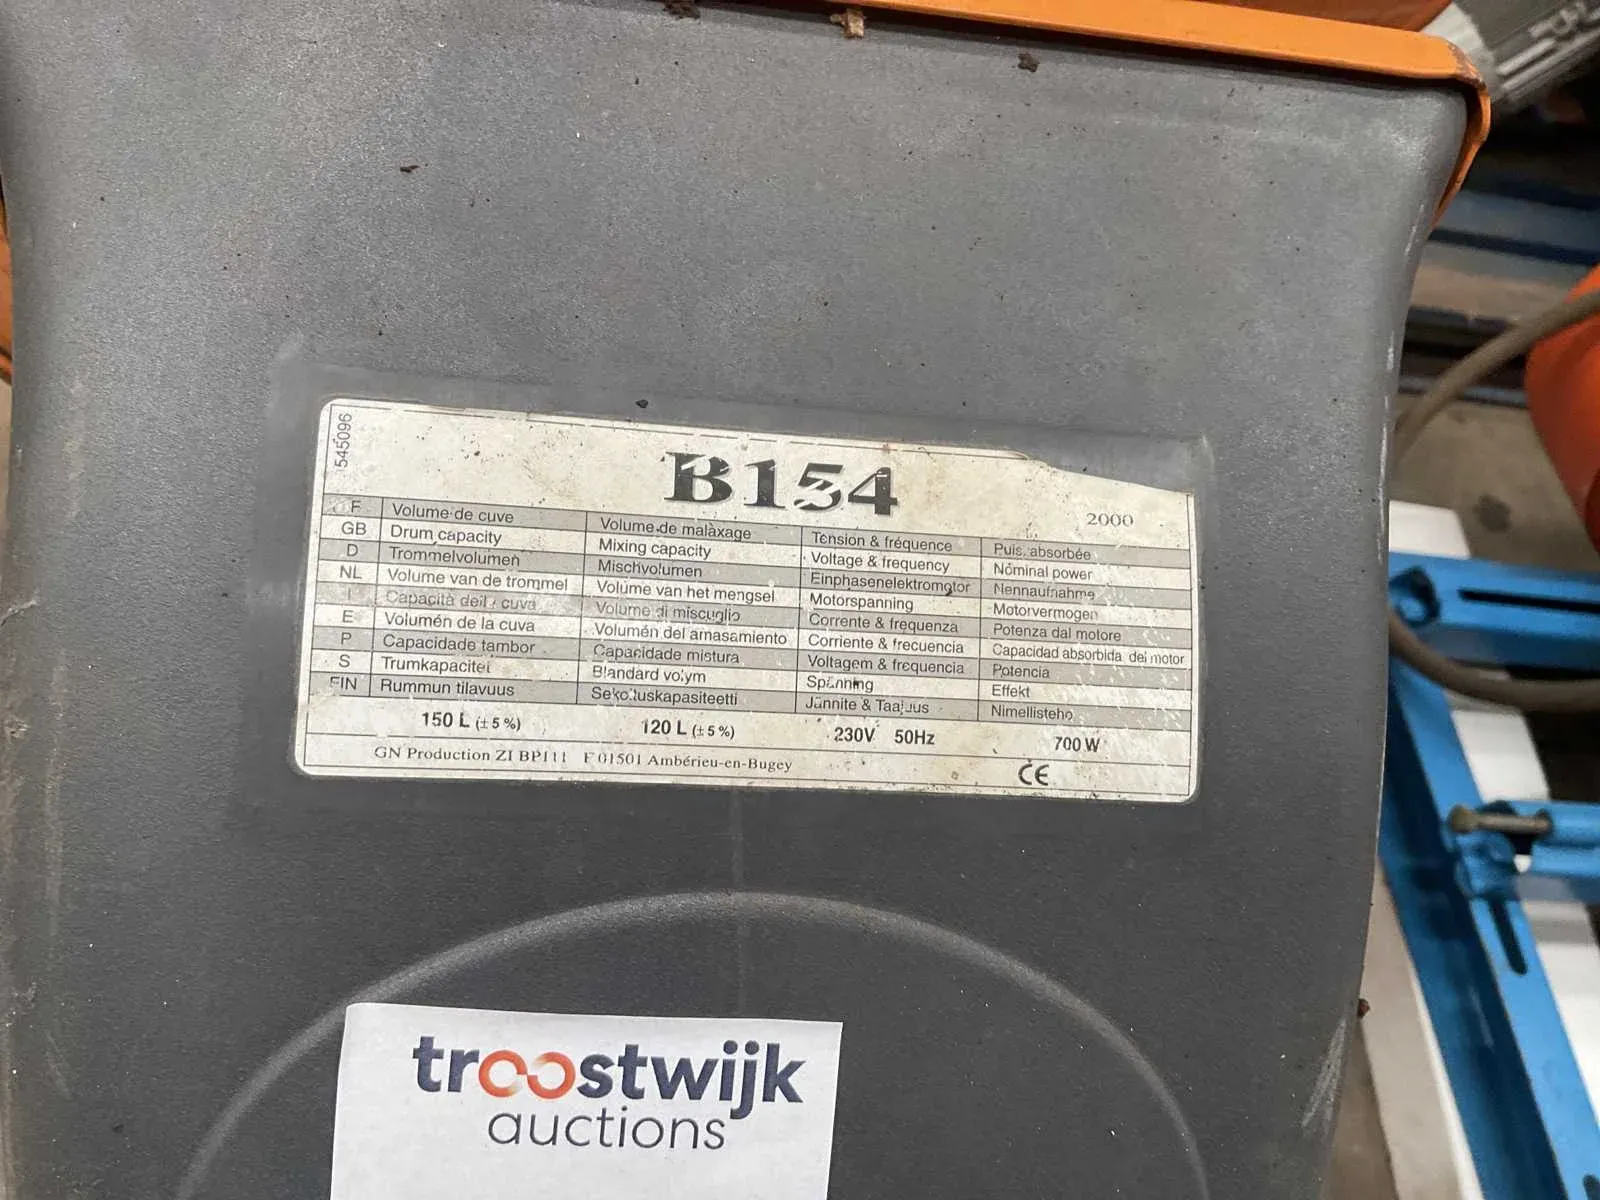 545096
B154
2000
F Volume de cuve Volume de malaxage Tension & fréquence Puis. absorbée
GB Drum capacity Mixing capacity Voltage & frequency Nominal power
D Trommelvolumen Mischvolumen Einphasenelektromotor Nennaufnahme
NL Volume van de trommel Volume van het mengsel Motorspanning Motorvermogen
I Capacità della cuva Volume di miscuglio Corrente & frequenza Potenza dal motore
E Volumén de la cuva Volumén del amasamiento Corriente & frecuencia Capacidad absorbida del motor
P Capacidade tambor Capacidade mistura Voltagem & frequencia Potencia
S Trumkapacitet Blandard volym Spänning Effekt
FIN Rummun tilavuus Sekoituskapasiteetti Jännite & Taajuus Nimellisteho
150 L (± 5 %) 120 L (± 5 %) 230V 50Hz 700 W
GN Production ZI BP111 F 01501 Ambérieu-en-Bugey CE
troostwijk
auctions